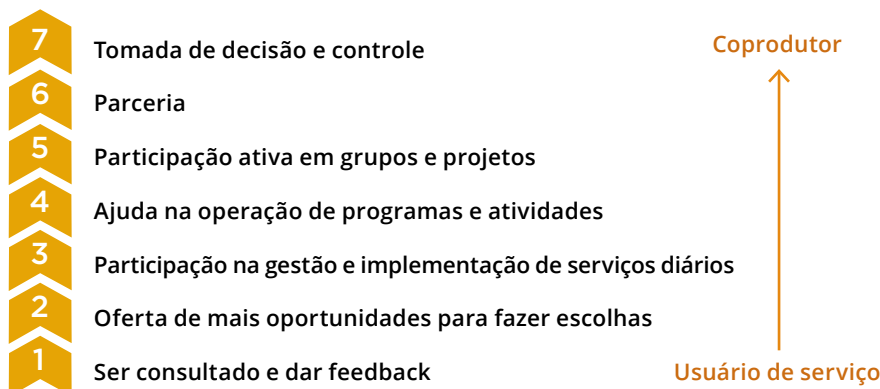 7 Tomada de decisão e controle Coprodutor
6 Parceria
5 Participação ativa em grupos e projetos
4 Ajuda na operação de programas e atividades
3 Participação na gestão e implementação de serviços diários
2 Oferta de mais oportunidades para fazer escolhas
1 Ser consultado e dar feedback Usuário de serviço